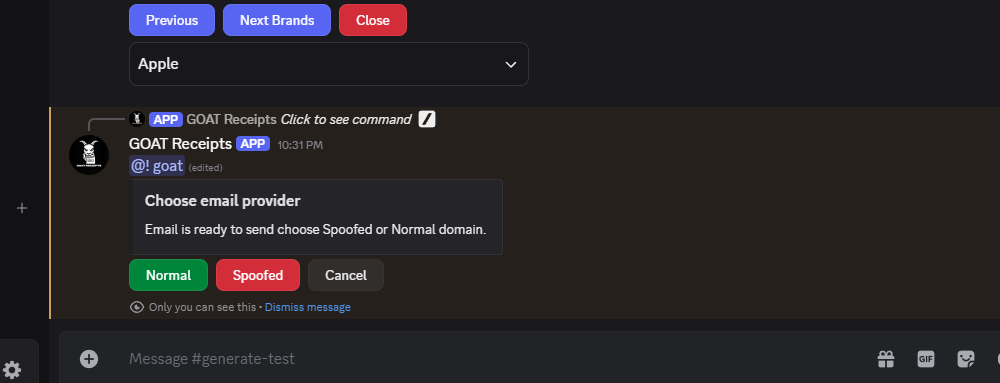 Previous Next Brands Close
Apple
APP GOAT Receipts Click to see command
GOAT Receipts APP 10:31 PM
@! goat (edited)
Choose email provider
Email is ready to send choose Spoofed or Normal domain.
Normal Spoofed Cancel
Only you can see this • Dismiss message
Message #generate-test
GIF